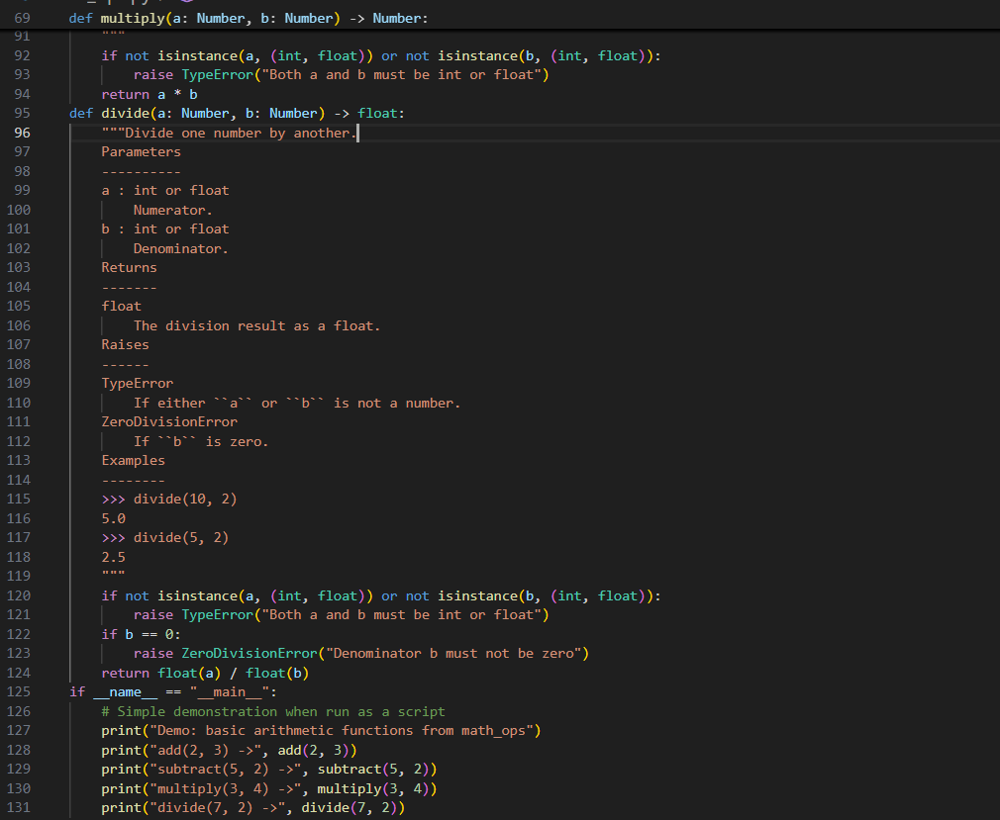 69 def multiply(a: Number, b: Number) -> Number:
91 """
92 if not isinstance(a, (int, float)) or not isinstance(b, (int, float)):
93 raise TypeError("Both a and b must be int or float")
94 return a * b
95 def divide(a: Number, b: Number) -> float:
96 """Divide one number by another.
97 Parameters
98 ----------
99 a : int or float
100 Numerator.
101 b : int or float
102 Denominator.
103 Returns
104 -------
105 float
106 The division result as a float.
107 Raises
108 ------
109 TypeError
110 If either ``a`` or ``b`` is not a number.
111 ZeroDivisionError
112 If ``b`` is zero.
113 Examples
114 --------
115 >>> divide(10, 2)
116 5.0
117 >>> divide(5, 2)
118 2.5
119 """
120 if not isinstance(a, (int, float)) or not isinstance(b, (int, float)):
121 raise TypeError("Both a and b must be int or float")
122 if b == 0:
123 raise ZeroDivisionError("Denominator b must not be zero")
124 return float(a) / float(b)
125 if __name__ == "__main__":
126 # Simple demonstration when run as a script
127 print("Demo: basic arithmetic functions from math_ops")
128 print("add(2, 3) ->", add(2, 3))
129 print("subtract(5, 2) ->", subtract(5, 2))
130 print("multiply(3, 4) ->", multiply(3, 4))
131 print("divide(7, 2) ->", divide(7, 2))